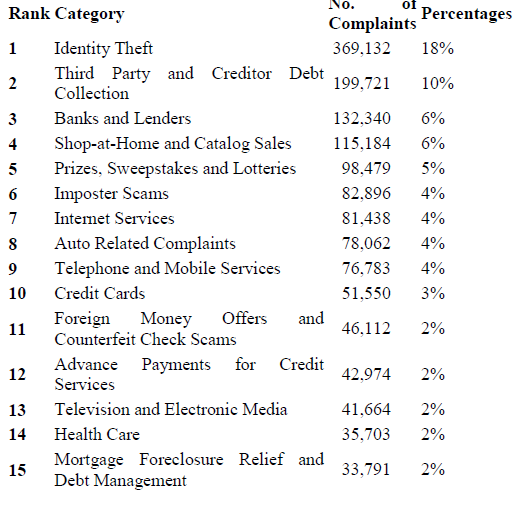 Rank Category No. of Complaints Percentages
1 Identity Theft 369,132 18%
2 Third Party and Creditor Debt Collection 199,721 10%
3 Banks and Lenders 132,340 6%
4 Shop-at-Home and Catalog Sales 115,184 6%
5 Prizes, Sweepstakes and Lotteries 98,479 5%
6 Imposter Scams 82,896 4%
7 Internet Services 81,438 4%
8 Auto Related Complaints 78,062 4%
9 Telephone and Mobile Services 76,783 4%
10 Credit Cards 51,550 3%
11 Foreign Money Offers and Counterfeit Check Scams 46,112 2%
12 Advance Payments for Credit Services 42,974 2%
13 Television and Electronic Media 41,664 2%
14 Health Care 35,703 2%
15 Mortgage Foreclosure Relief and Debt Management 33,791 2%